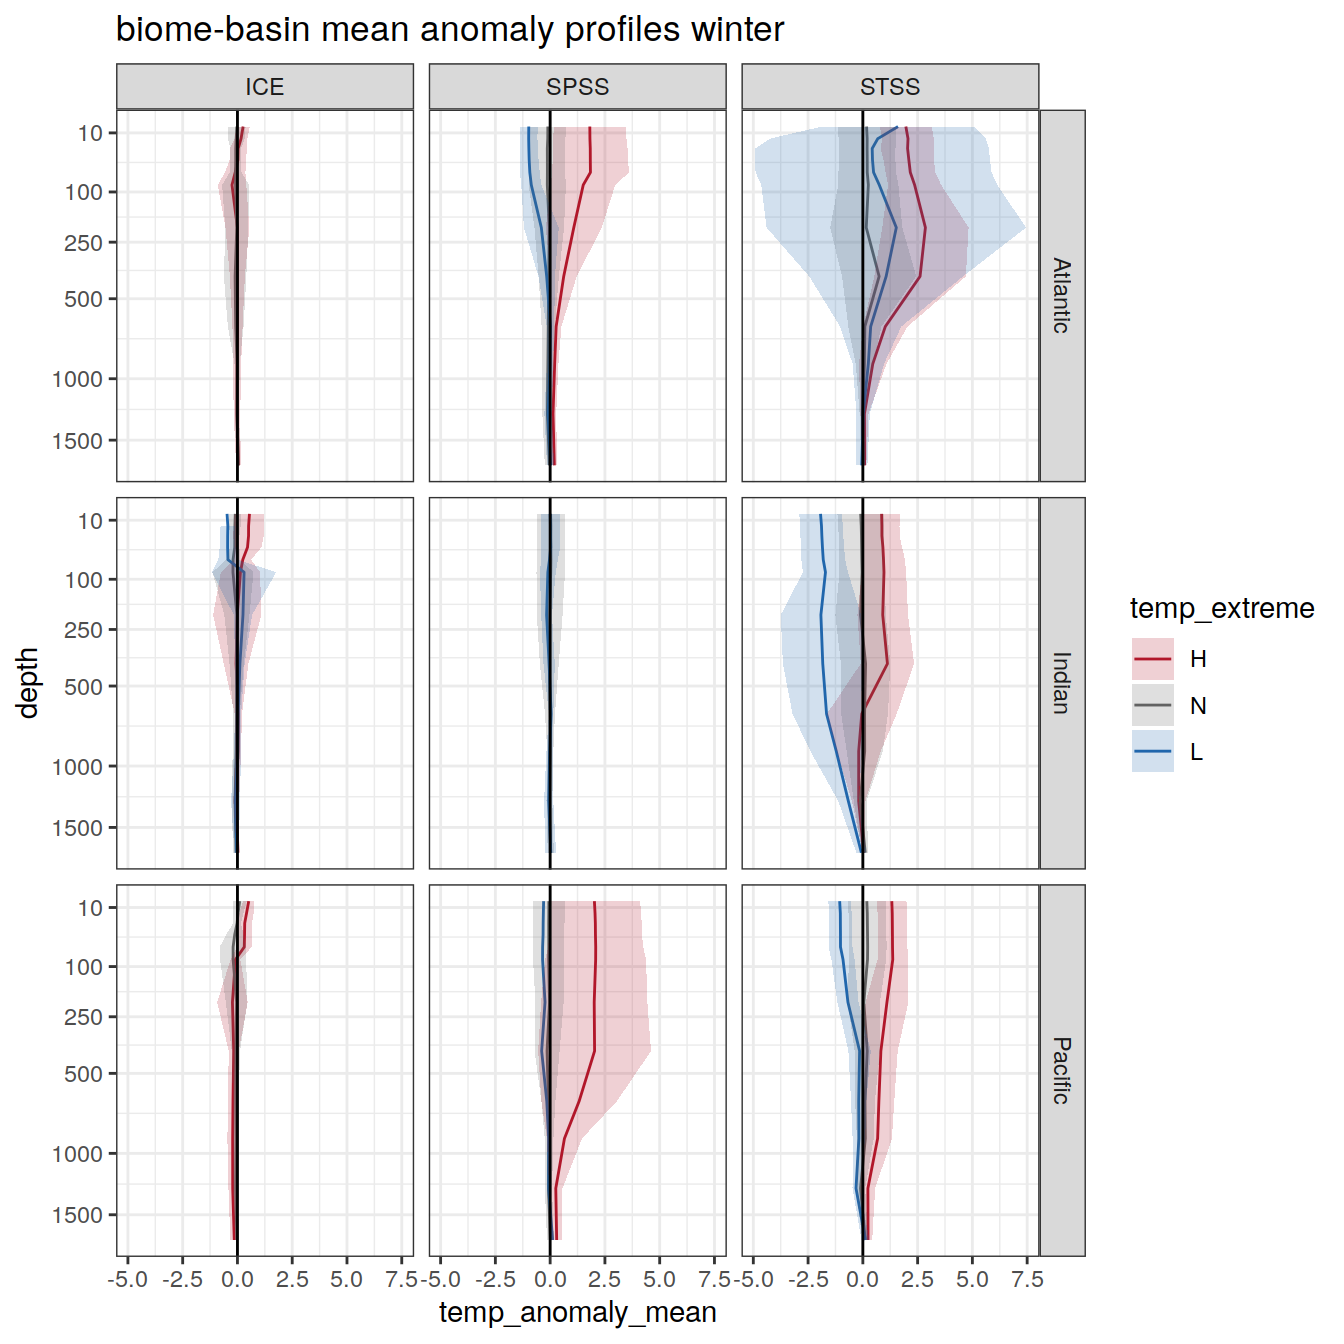 biome-basin mean anomaly profiles winter
ICE SPSS STSS
10
100
250
500
1000
1500
Atlantic
10
100
250
500
1000
1500
Indian
10
100
250
500
1000
1500
Pacific
depth
-5.0 -2.5 0.0 2.5 5.0 7.5 -5.0 -2.5 0.0 2.5 5.0 7.5 -5.0 -2.5 0.0 2.5 5.0 7.5
temp_anomaly_mean
temp_extreme
H
N
L